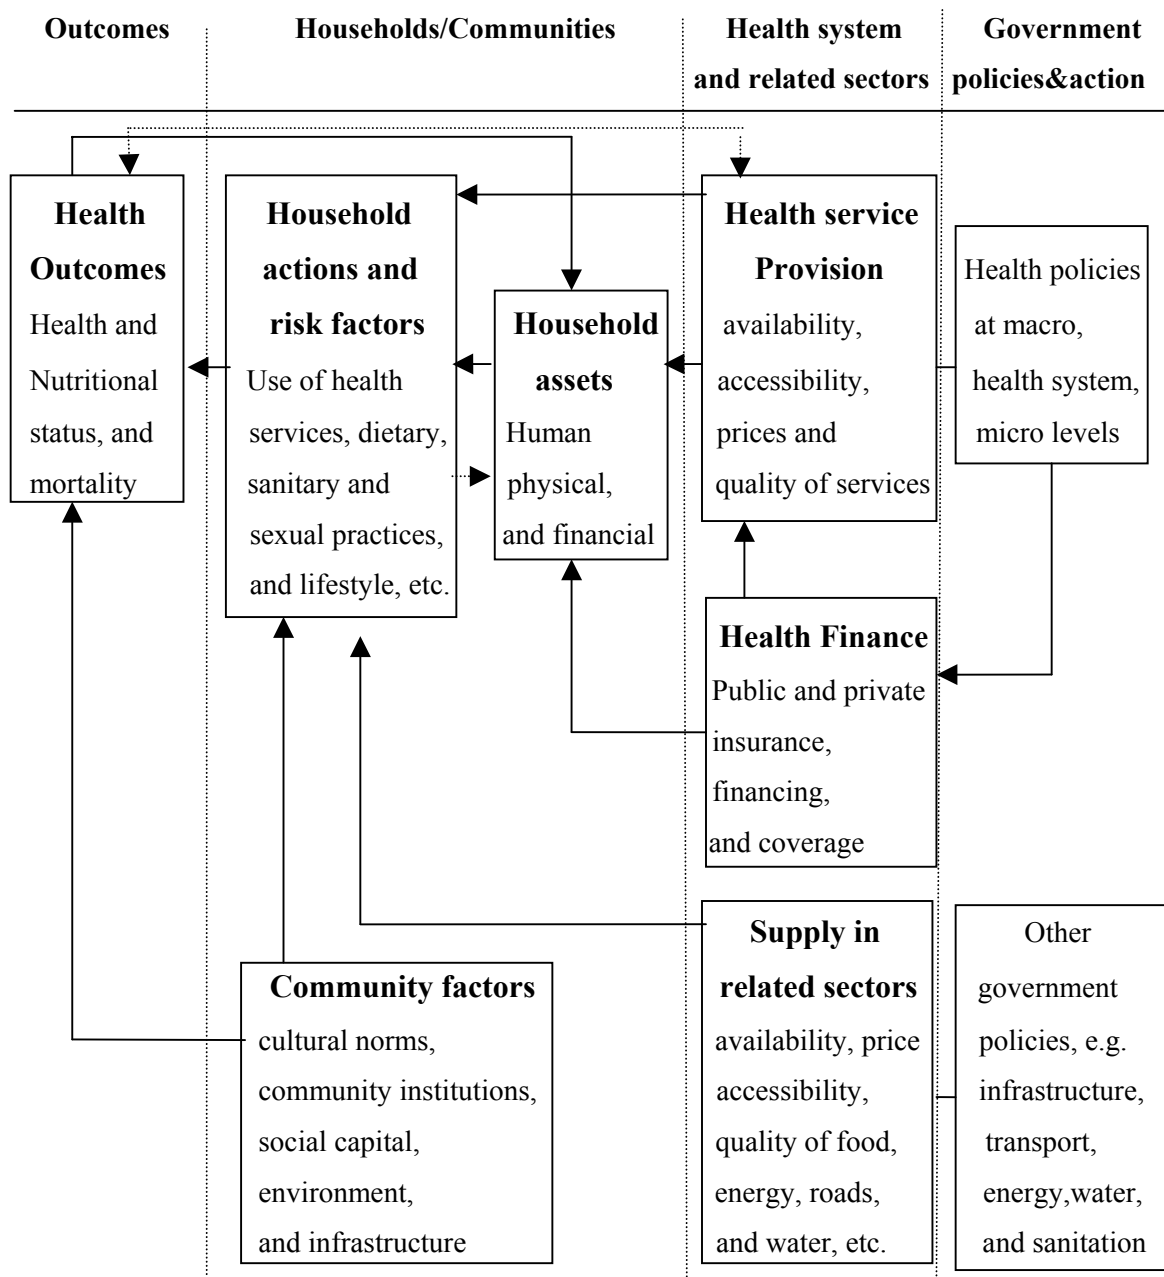 Outcomes
Households/Communities
Health system
and related sectors
Government
policies&action
Health
Outcomes
Health and
Nutritional
status, and
mortality
Household
actions and
risk factors
Use of health
services, dietary,
sanitary and
sexual practices,
and lifestyle, etc.
Household
assets
Human
physical,
and financial
Health service
Provision
availability,
accessibility,
prices and
quality of services
Health policies
at macro,
health system,
micro levels
Health Finance
Public and private
insurance,
financing,
and coverage
Community factors
cultural norms,
community institutions,
social capital,
environment,
and infrastructure
Supply in
related sectors
availability, price
accessibility,
quality of food,
energy, roads,
and water, etc.
Other
government
policies, e.g.
infrastructure,
transport,
energy,water,
and sanitation